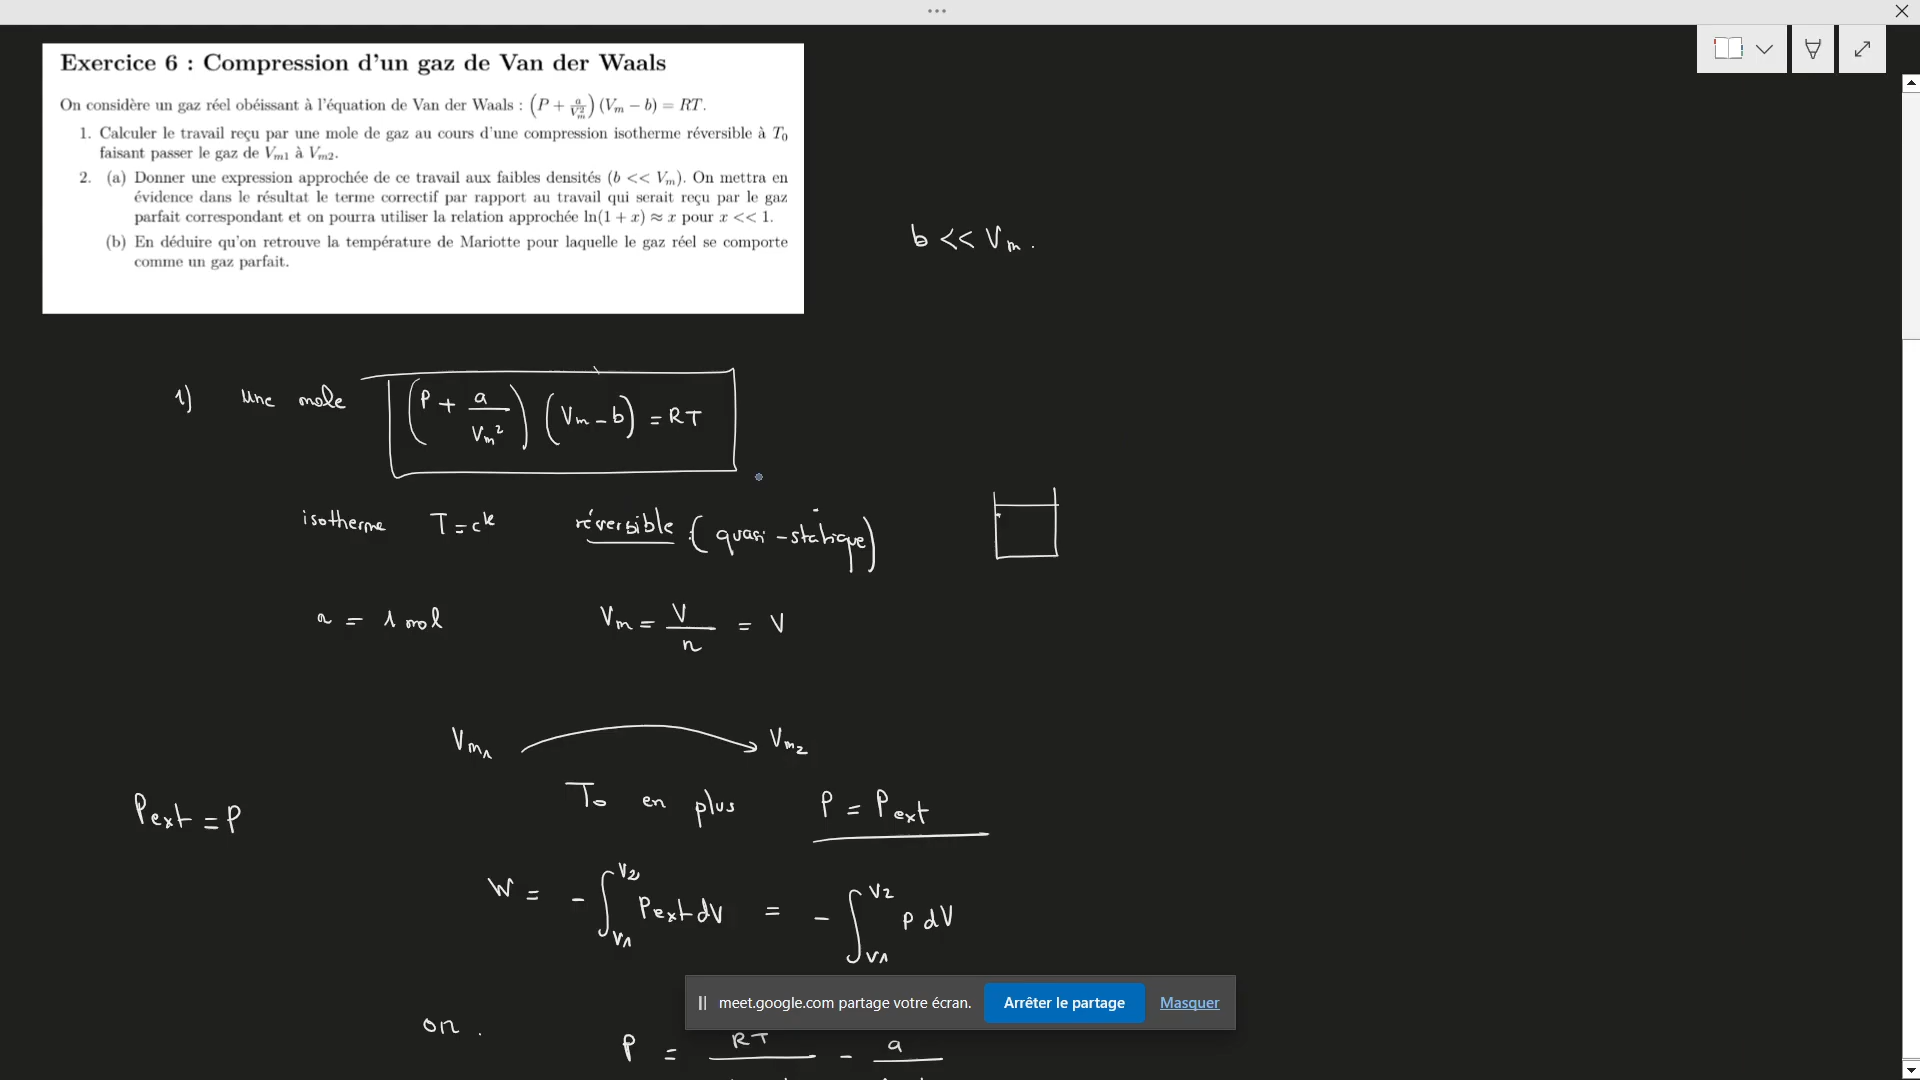 Exercice 6 : Compression d'un gaz de Van der Waals
On considère un gaz réel obéissant à l'équation de Van der Waals : (P + a/V_m²)(V_m − b) = RT.
1. Calculer le travail reçu par une mole de gaz au cours d'une compression isotherme réversible à T₀
faisant passer le gaz de V_m1 à V_m2.
2. (a) Donner une expression approchée de ce travail aux faibles densités (b << V_m). On mettra en
évidence dans le résultat le terme correctif par rapport au travail qui serait reçu par le gaz
parfait correspondant et on pourra utiliser la relation approchée ln(1 + x) ≈ x pour x << 1.
(b) En déduire qu'on retrouve la température de Mariotte pour laquelle le gaz réel se comporte
comme un gaz parfait.
b << V_m .
1) Une mole (P + a/V_m²)(V_m − b) = RT
isotherme T = cte réversible (quasi-statique)
n = 1 mol V_m = V/n = V
V_m1 V_m2
T₀ en plus P = P_ext
P_ext = P
W = − ∫_V1^V2 P_ext dV = − ∫_V1^V2 P dV
meet.google.com partage votre écran. Arrêter le partage Masquer
on .
P = RT − a